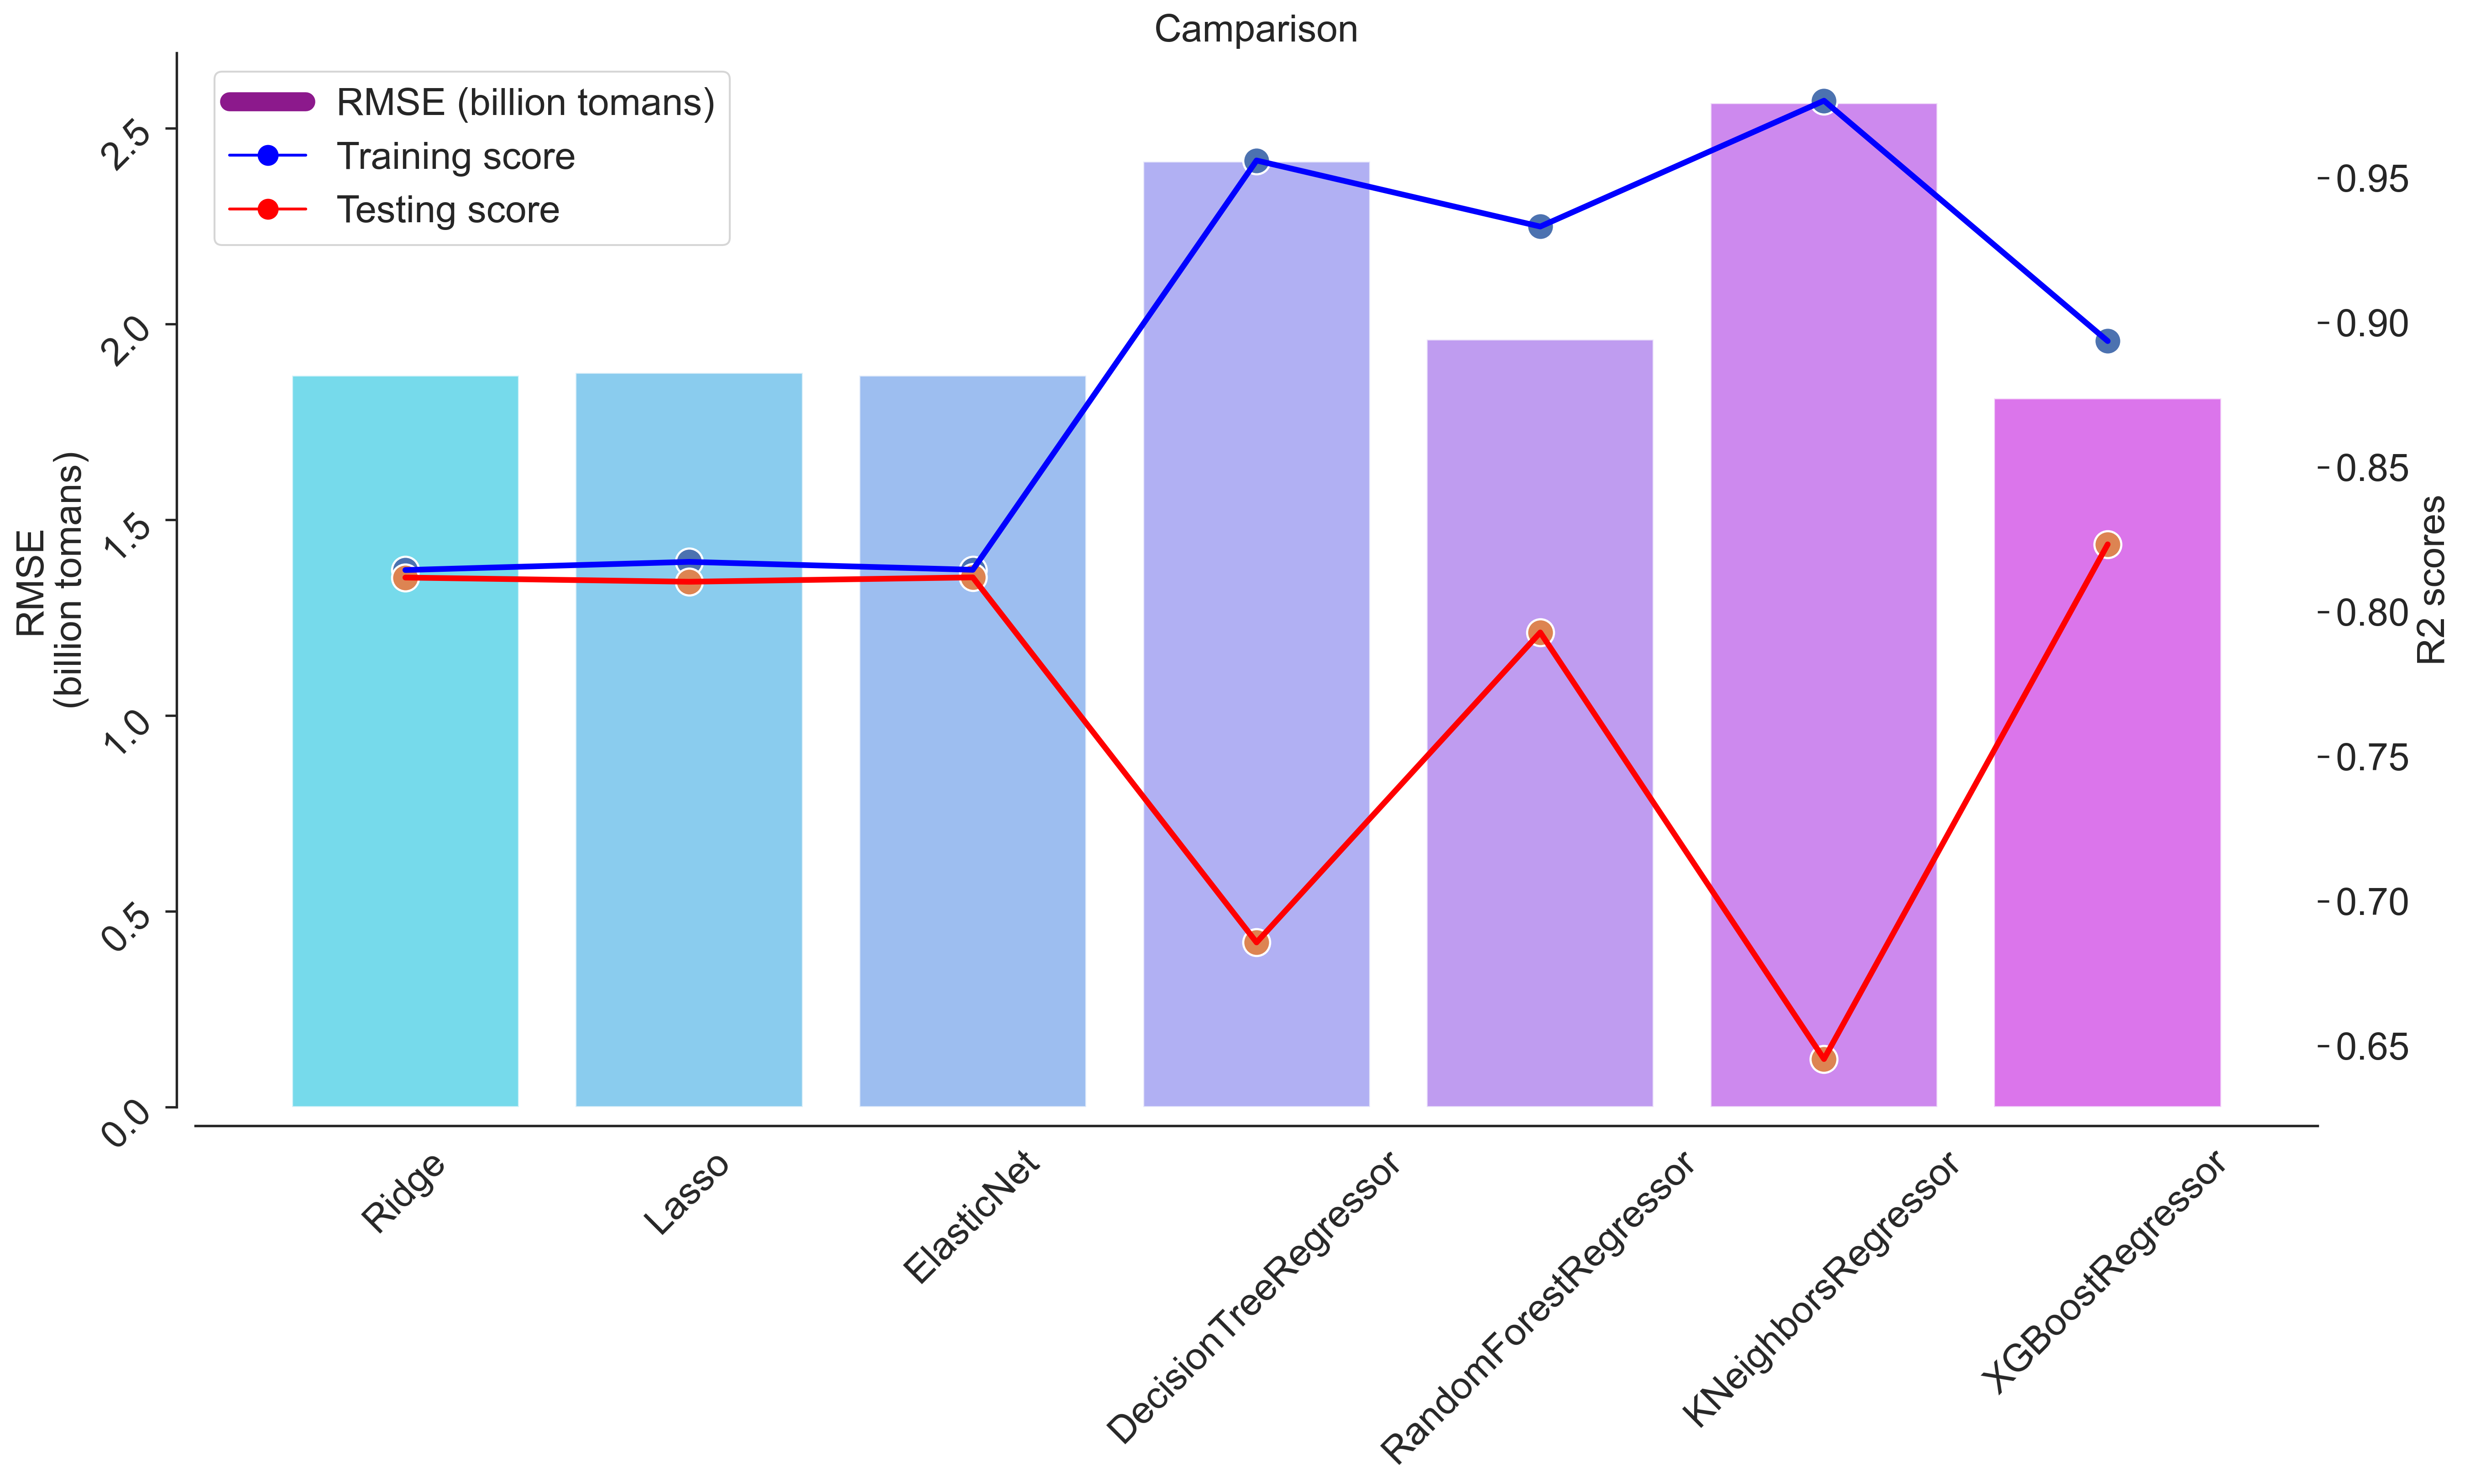 Camparison
RMSE (billion tomans)
Training score
Testing score
RMSE
(billion tomans)
2.5
2.0
1.5
1.0
0.5
0.0
0.95
0.90
0.85
0.80
0.75
0.70
0.65
R2 scores
Ridge
Lasso
ElasticNet
DecisionTreeRegressor
RandomForestRegressor
KNeighborsRegressor
XGBoostRegressor